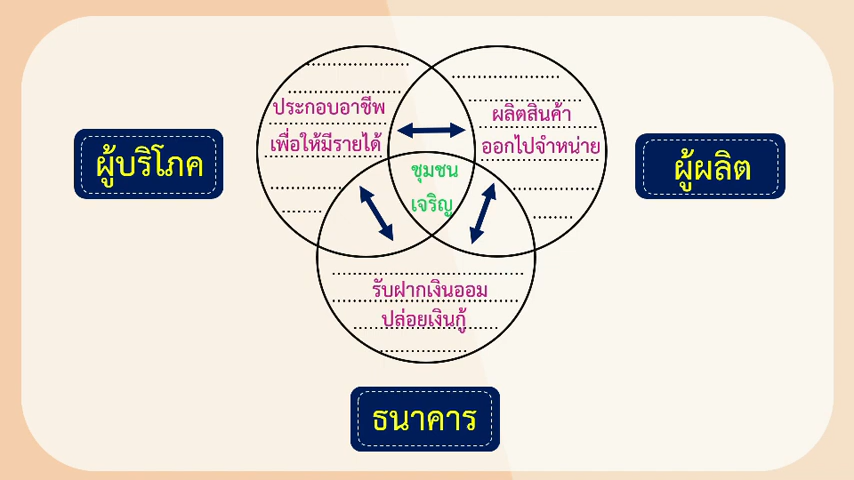 ประกอบอาชีพ
เพื่อให้มีรายได้
ผลิตสินค้า
ออกไปจำหน่าย
ผู้บริโภค
ผู้ผลิต
ชุมชน
เจริญ
รับฝากเงินออม
ปล่อยเงินกู้
ธนาคาร